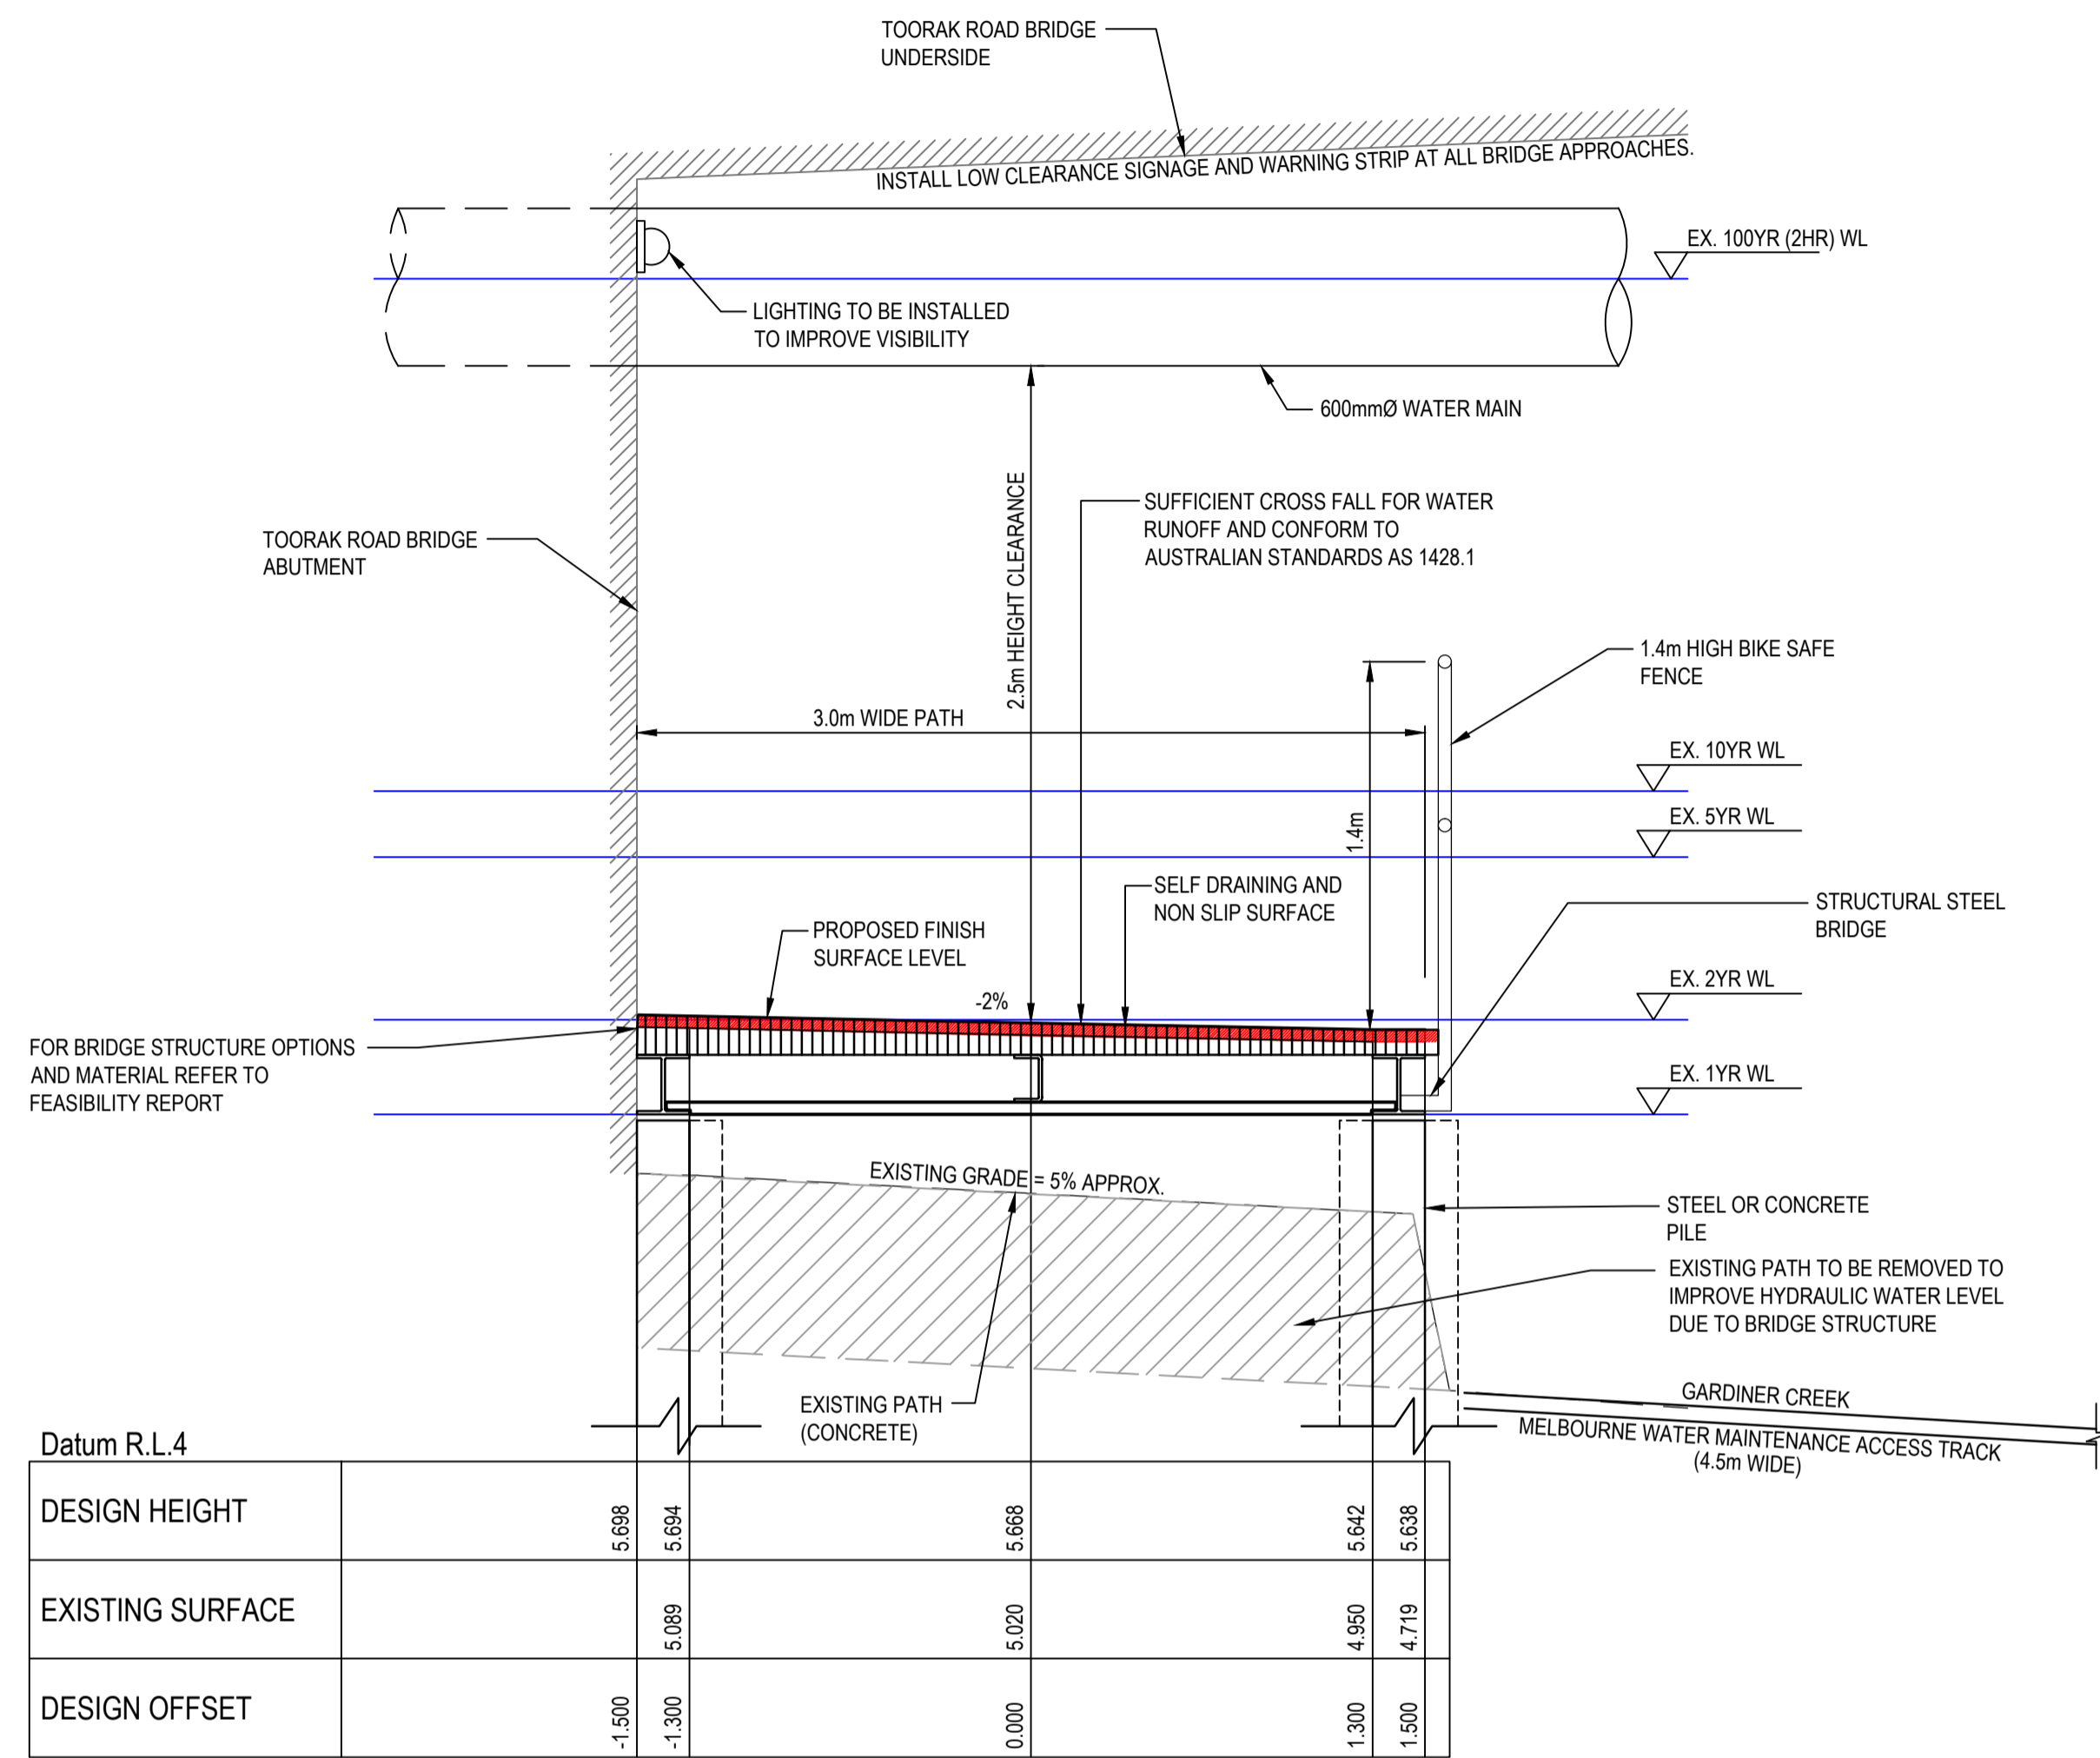 TOORAK ROAD BRIDGE
UNDERSIDE
INSTALL LOW CLEARANCE SIGNAGE AND WARNING STRIP AT ALL BRIDGE APPROACHES.
EX. 100YR (2HR) WL
LIGHTING TO BE INSTALLED
TO IMPROVE VISIBILITY
600mmØ WATER MAIN
2.5m HEIGHT CLEARANCE
SUFFICIENT CROSS FALL FOR WATER
RUNOFF AND CONFORM TO
AUSTRALIAN STANDARDS AS 1428.1
TOORAK ROAD BRIDGE
ABUTMENT
1.4m HIGH BIKE SAFE
FENCE
3.0m WIDE PATH
EX. 10YR WL
EX. 5YR WL
1.4m
SELF DRAINING AND
NON SLIP SURFACE
STRUCTURAL STEEL
BRIDGE
PROPOSED FINISH
SURFACE LEVEL
-2%
EX. 2YR WL
FOR BRIDGE STRUCTURE OPTIONS
AND MATERIAL REFER TO
FEASIBILITY REPORT
EX. 1YR WL
EXISTING GRADE = 5% APPROX.
STEEL OR CONCRETE
PILE
EXISTING PATH TO BE REMOVED TO
IMPROVE HYDRAULIC WATER LEVEL
DUE TO BRIDGE STRUCTURE
EXISTING PATH
(CONCRETE)
GARDINER CREEK
MELBOURNE WATER MAINTENANCE ACCESS TRACK
(4.5m WIDE)
Datum R.L.4
DESIGN HEIGHT 5.698 5.694 5.668 5.642 5.638
EXISTING SURFACE 5.089 5.020 4.950 4.719
DESIGN OFFSET -1.500 -1.300 0.000 1.300 1.500